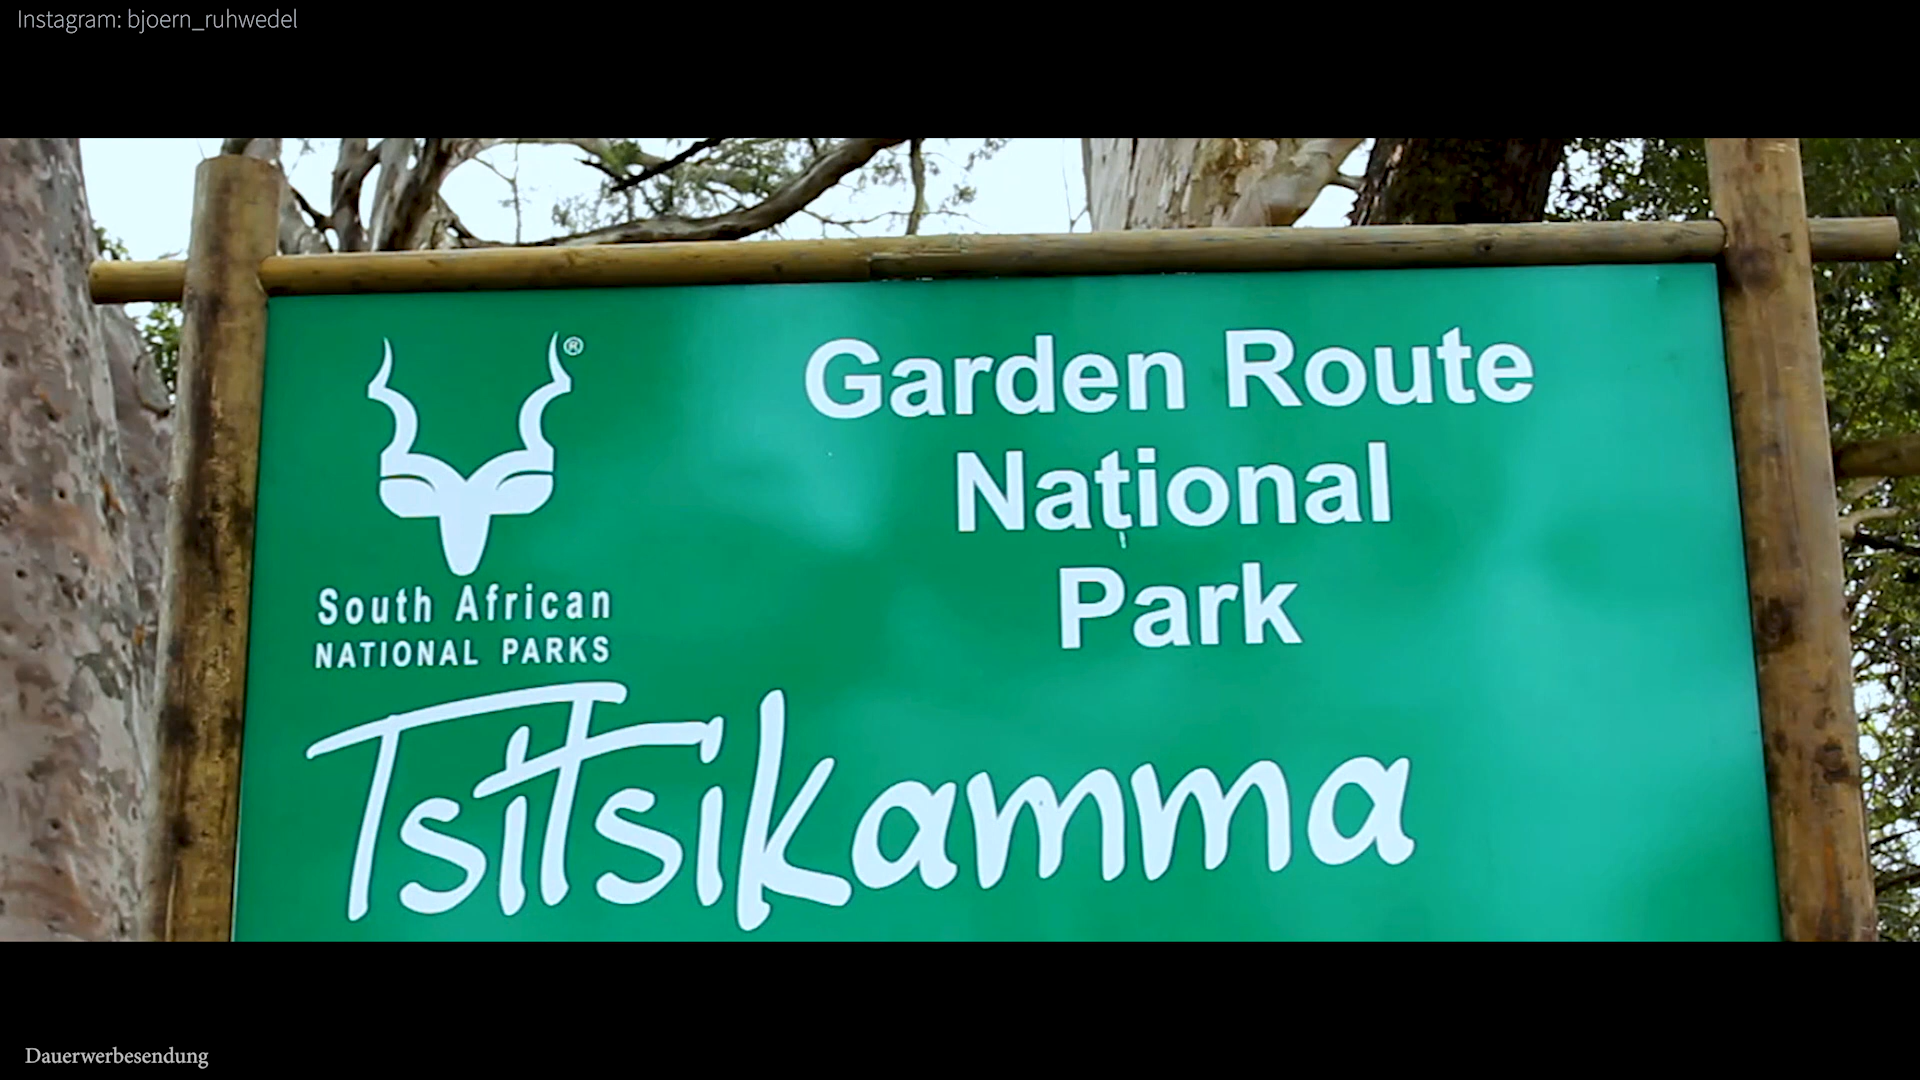 Instagram: bjoern_ruhwedel
®
Garden Route
National
Park
South African
NATIONAL PARKS
Tsitsikamma
Dauerwerbesendung